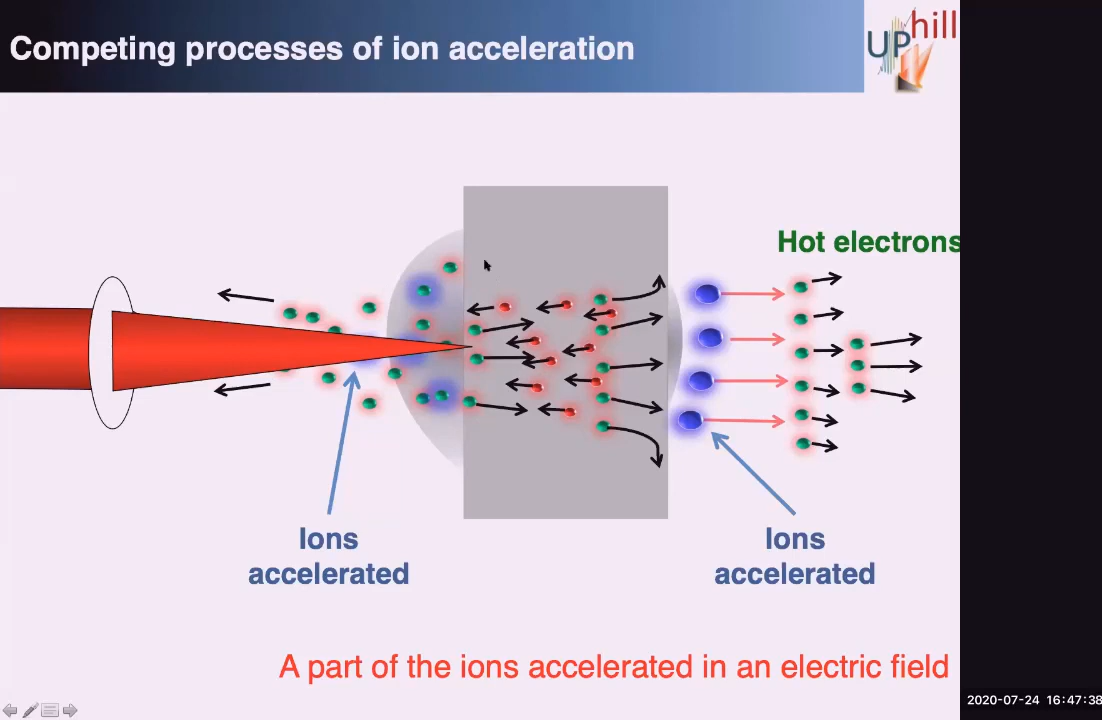 Competing processes of ion acceleration
UPhill
Hot electrons
Ions
accelerated
Ions
accelerated
A part of the ions accelerated in an electric field
2020-07-24 16:47:38